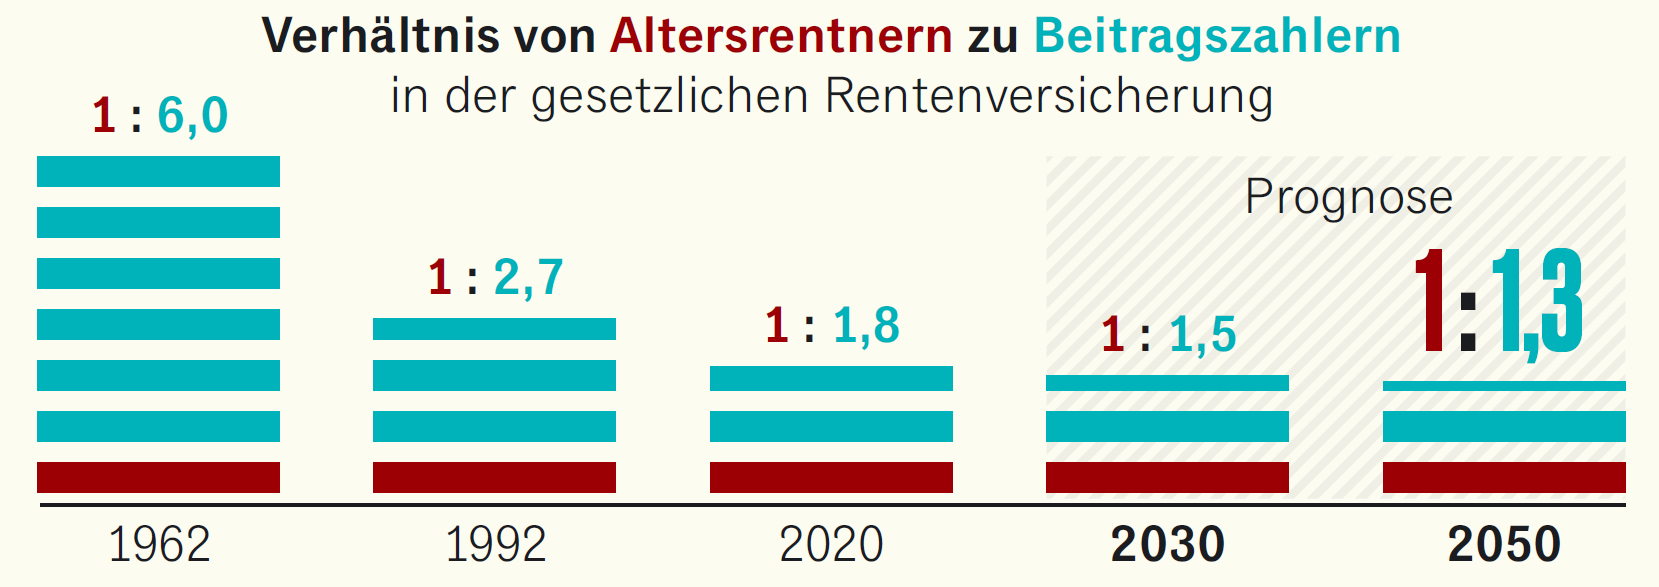 Verhältnis von Altersrentnern zu Beitragszahlern
in der gesetzlichen Rentenversicherung
1 : 6,0
1 : 2,7
1 : 1,8
Prognose
1 : 1,5
1:1,3
1962
1992
2020
2030
2050